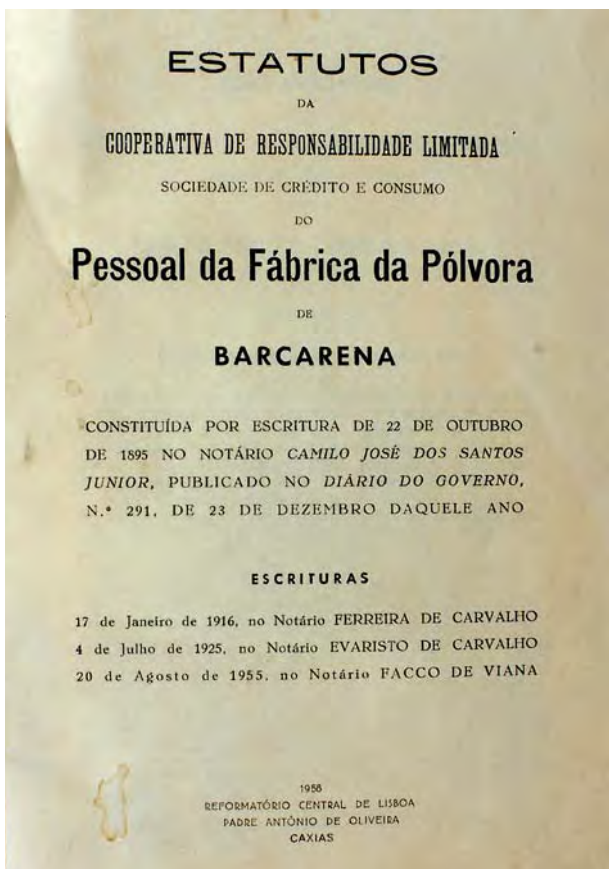 ESTATUTOS
DA
COOPERATIVA DE RESPONSABILIDADE LIMITADA
SOCIEDADE DE CRÉDITO E CONSUMO
DO
Pessoal da Fábrica da Pólvora
DE
BARCARENA
CONSTITUÍDA POR ESCRITURA DE 22 DE OUTUBRO
DE 1895 NO NOTÁRIO CAMILO JOSÉ DOS SANTOS
JUNIOR, PUBLICADO NO DIÁRIO DO GOVERNO,
N.º 291, DE 23 DE DEZEMBRO DAQUELE ANO
ESCRITURAS
17 de Janeiro de 1916, no Notário FERREIRA DE CARVALHO
4 de Julho de 1925, no Notário EVARISTO DE CARVALHO
20 de Agosto de 1955, no Notário FACCO DE VIANA
REFORMATÓRIO CENTRAL DE LISBOA
PADRE ANTÓNIO DE OLIVEIRA
CAXIAS